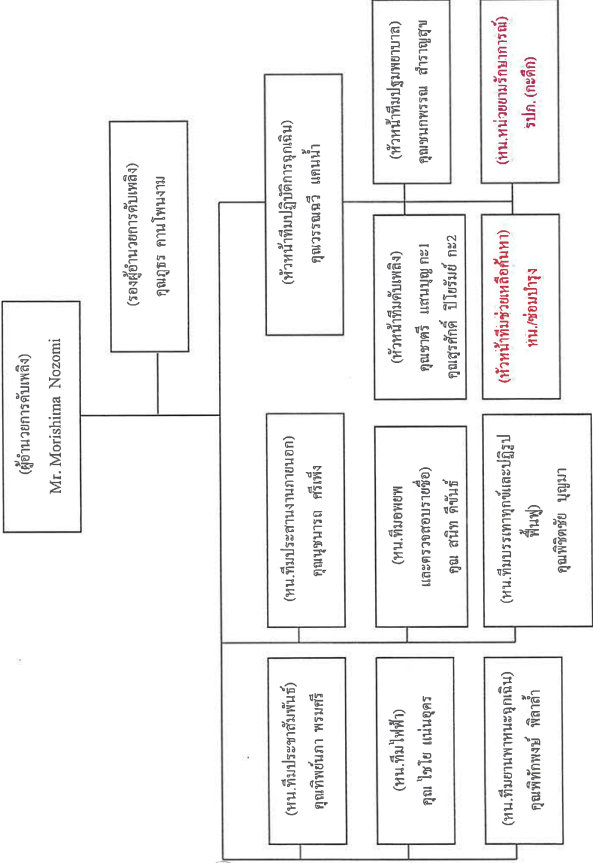 (ผู้อำนวยการดับเพลิง)
Mr. Morishima Nozomi
(รองผู้อำนวยการดับเพลิง)
คุณภูธร ดานโพนงาม
(หน.ทีมประชาสัมพันธ์)
คุณทิพย์นภา พรมศรี
(หน.ทีมประสานงานภายนอก)
คุณนุชนารถ ศรีเพ็ง
(หัวหน้าทีมปฏิบัติการฉุกเฉิน)
คุณวรรณฉวี แดนน้ำ
(หน.ทีมไฟฟ้า)
คุณ ไชโย แน่นอุดร
(หน.ทีมอพยพ
และตรวจสอบรายชื่อ)
คุณ สนิท ดีขันธ์
(หัวหน้าทีมดับเพลิง)
คุณชาตรี แสนบุญ กะ1
คุณสุรศักดิ์ ปิโยรัมย์ กะ2
(หัวหน้าทีมปฐมพยาบาล)
คุณชนกพรรณ สำราญสุข
(หน.ทีมยานพาหนะฉุกเฉิน)
คุณพิทักพงษ์ พิลาล้ำ
(หน.ทีมบรรเทาทุกข์และปฏิรูป
ฟื้นฟู)
คุณพิชิตชัย บุญมา
(หัวหน้าทีมช่วยเหลือค้นหา)
หน./ซ่อมบำรุง
(หน.หน่วยยามรักษาการณ์)
รปภ. (กะดึก)